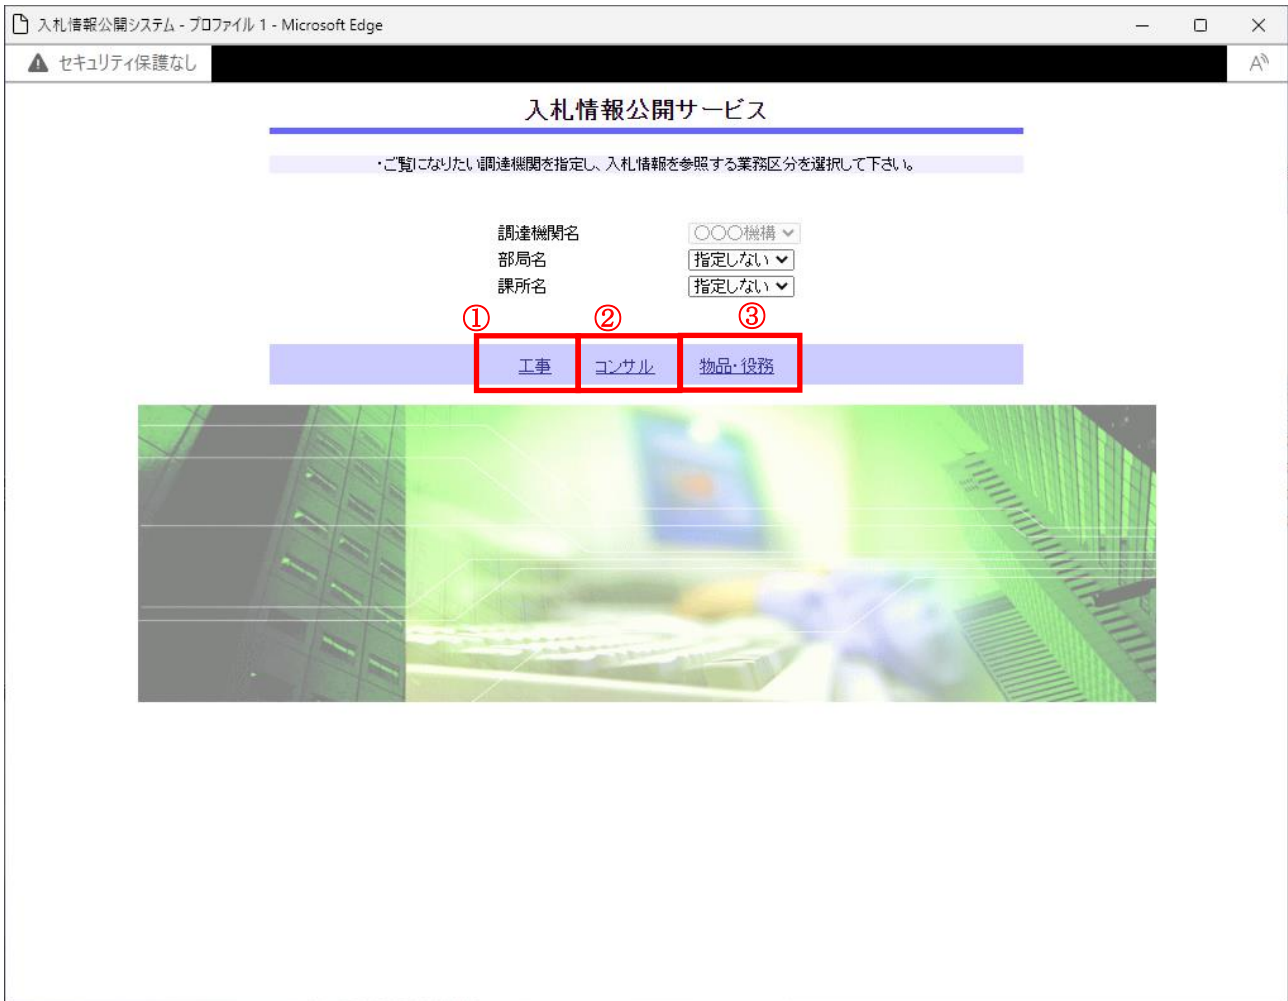 入札情報公開システム - プロファイル 1 - Microsoft Edge
セキュリティ保護なし
入札情報公開サービス
・ご覧になりたい調達機関を指定し、入札情報を参照する業務区分を選択して下さい。
調達機関名 〇〇〇機構
部局名 指定しない
課所名 指定しない
① ② ③
工事 コンサル 物品・役務